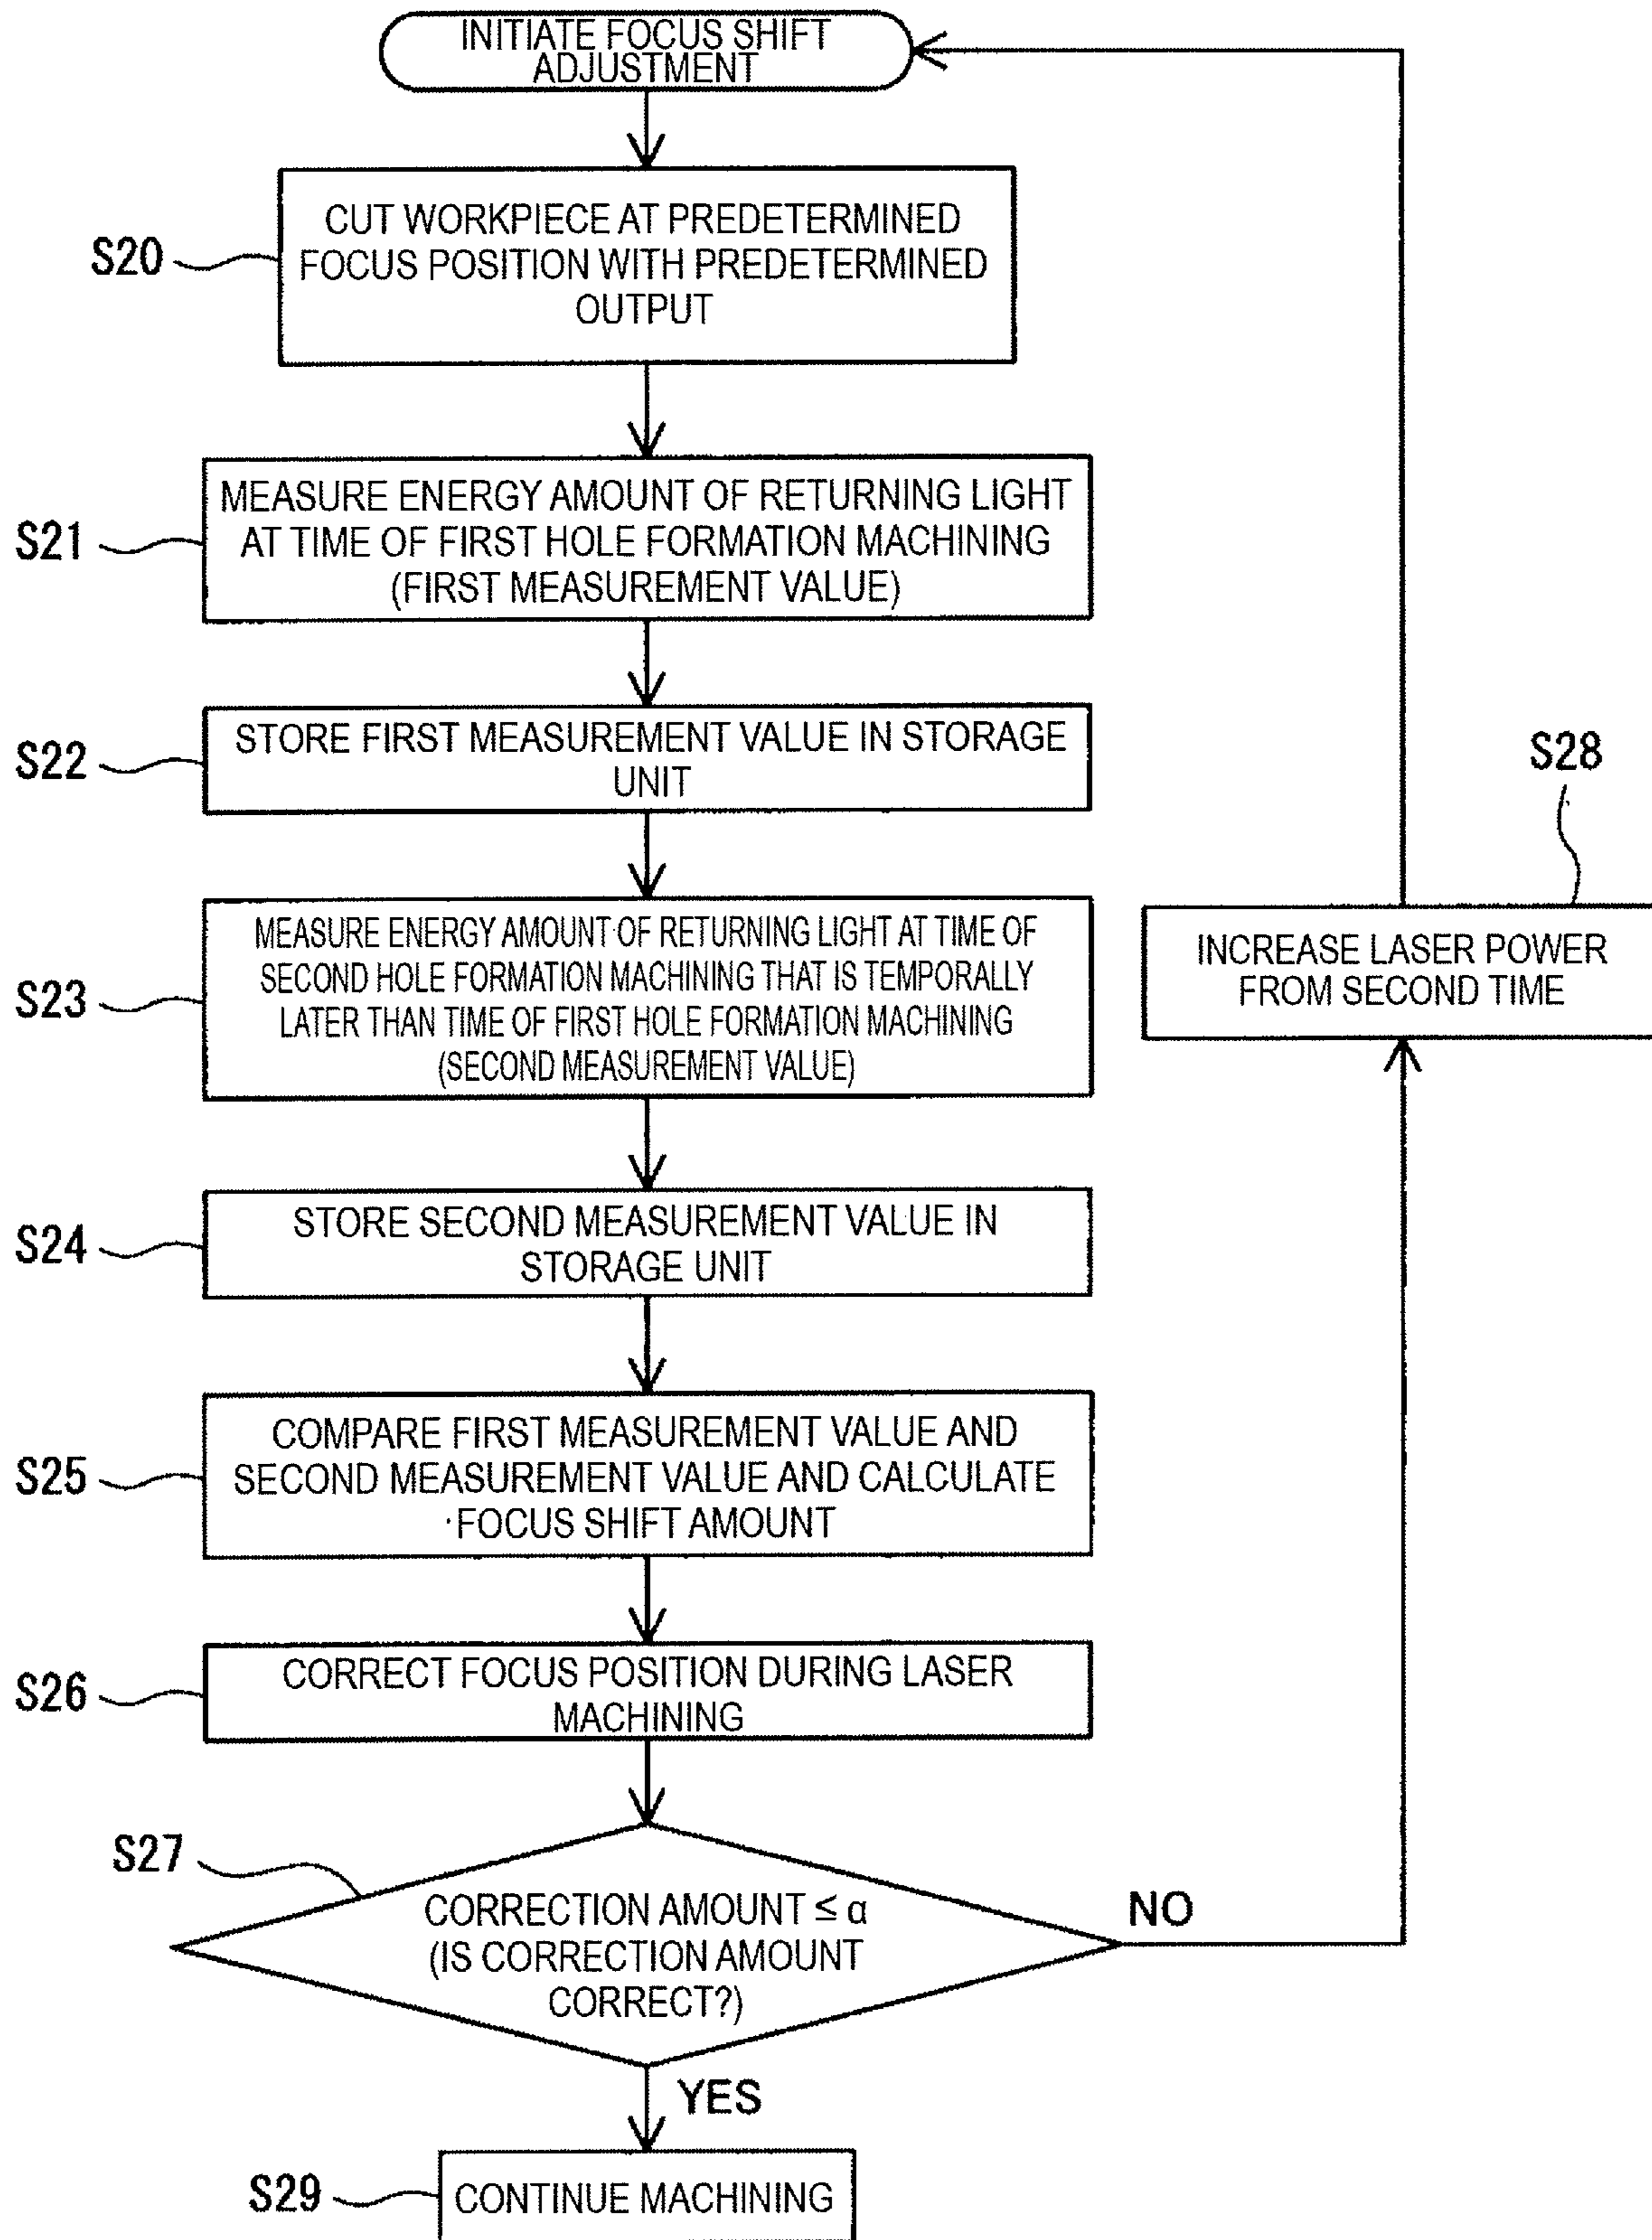 INITIATE FOCUS SHIFT
ADJUSTMENT
S20
CUT WORKPIECE AT PREDETERMINED
FOCUS POSITION WITH PREDETERMINED
OUTPUT
S21
MEASURE ENERGY AMOUNT OF RETURNING LIGHT
AT TIME OF FIRST HOLE FORMATION MACHINING
(FIRST MEASUREMENT VALUE)
S22
STORE FIRST MEASUREMENT VALUE IN STORAGE
UNIT
S23
MEASURE ENERGY AMOUNT OF RETURNING LIGHT AT TIME OF
SECOND HOLE FORMATION MACHINING THAT IS TEMPORALLY
LATER THAN TIME OF FIRST HOLE FORMATION MACHINING
(SECOND MEASUREMENT VALUE)
S24
STORE SECOND MEASUREMENT VALUE IN
STORAGE UNIT
S25
COMPARE FIRST MEASUREMENT VALUE AND
SECOND MEASUREMENT VALUE AND CALCULATE
FOCUS SHIFT AMOUNT
S26
CORRECT FOCUS POSITION DURING LASER
MACHINING
S27
CORRECTION AMOUNT ≤ α
(IS CORRECTION AMOUNT
CORRECT?)
NO
S28
INCREASE LASER POWER
FROM SECOND TIME
YES
S29
CONTINUE MACHINING